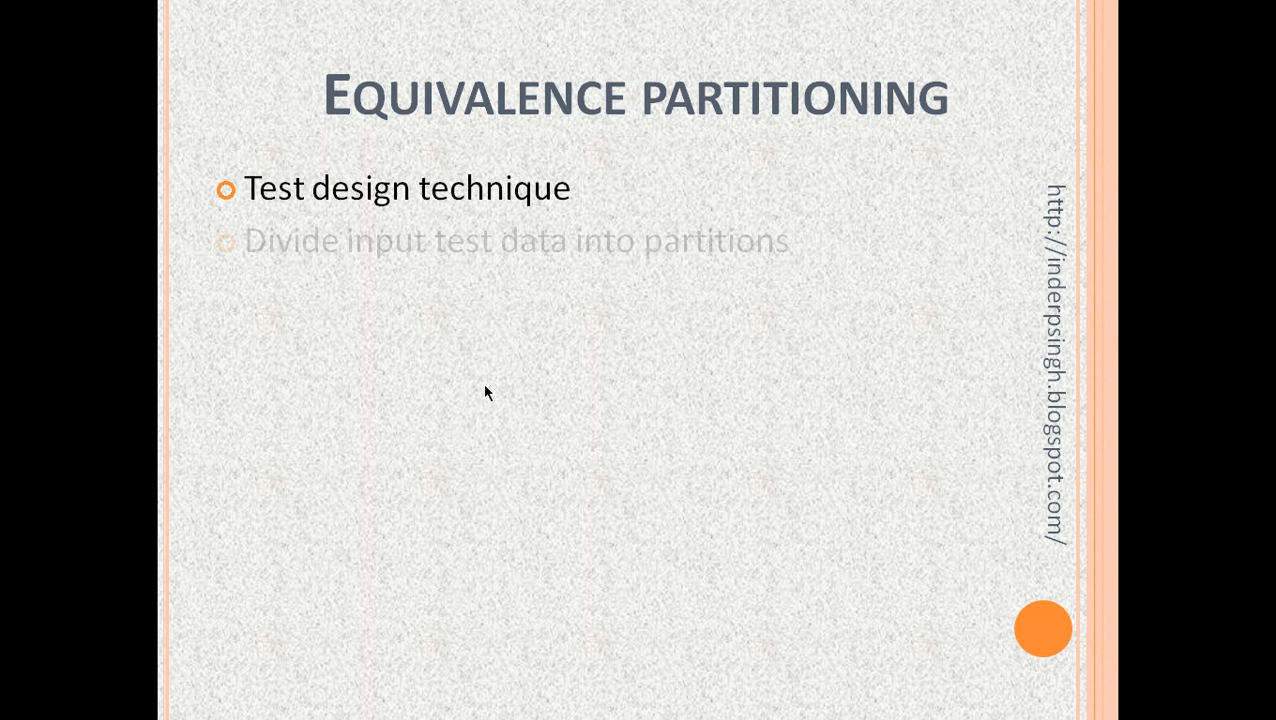 EQUIVALENCE PARTITIONING
Test design technique
Divide input test data into partitions
http://inderpsingh.blogspot.com/